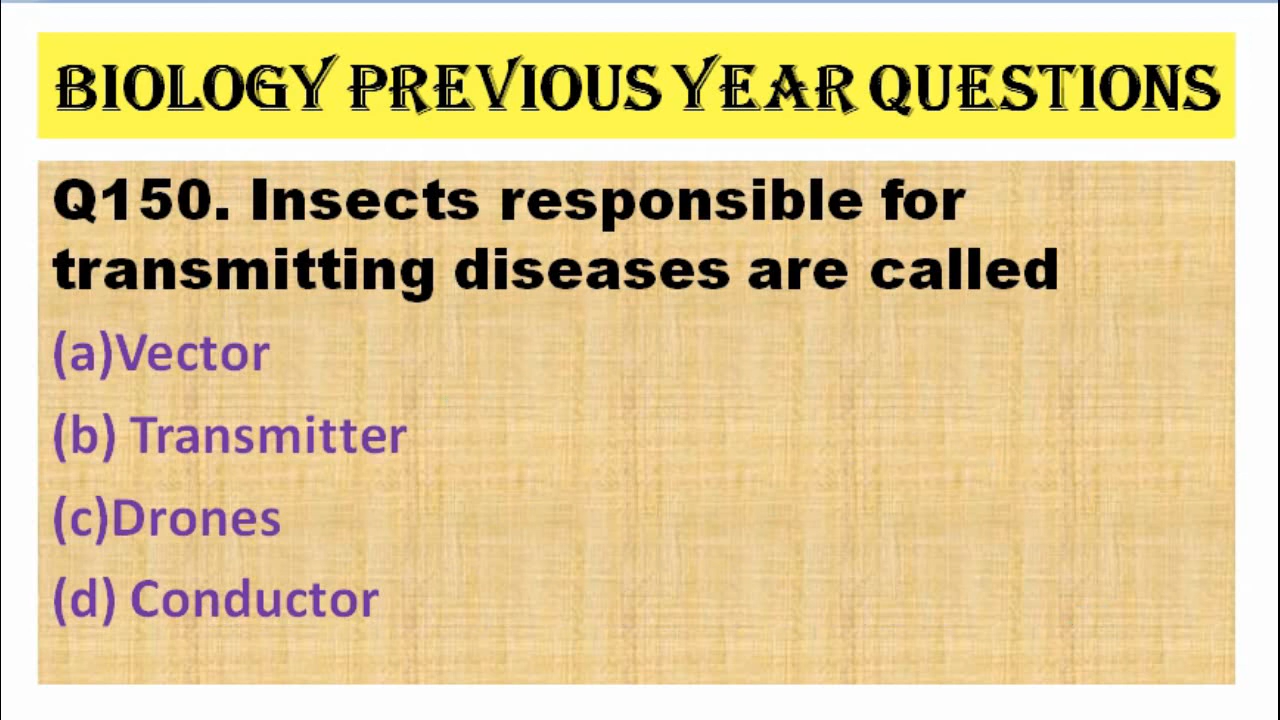 BIOLOGY PREVIOUS YEAR QUESTIONS
Q150. Insects responsible for
transmitting diseases are called
(a)Vector
(b) Transmitter
(c)Drones
(d) Conductor